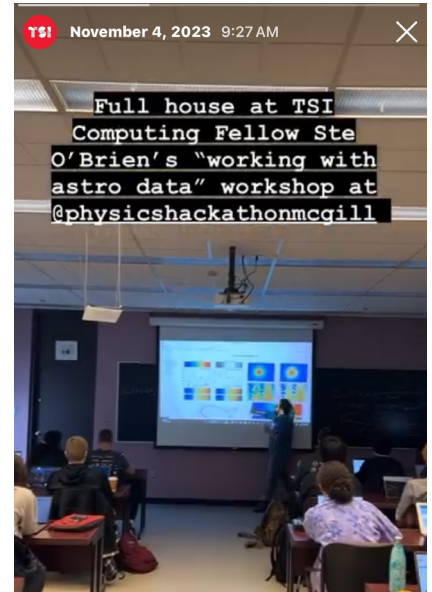 TSI
November 4, 2023 9:27 AM
Full house at TSI
Computing Fellow Ste
O’Brien’s “working with
astro data” workshop at
@physicshackathonmcgill